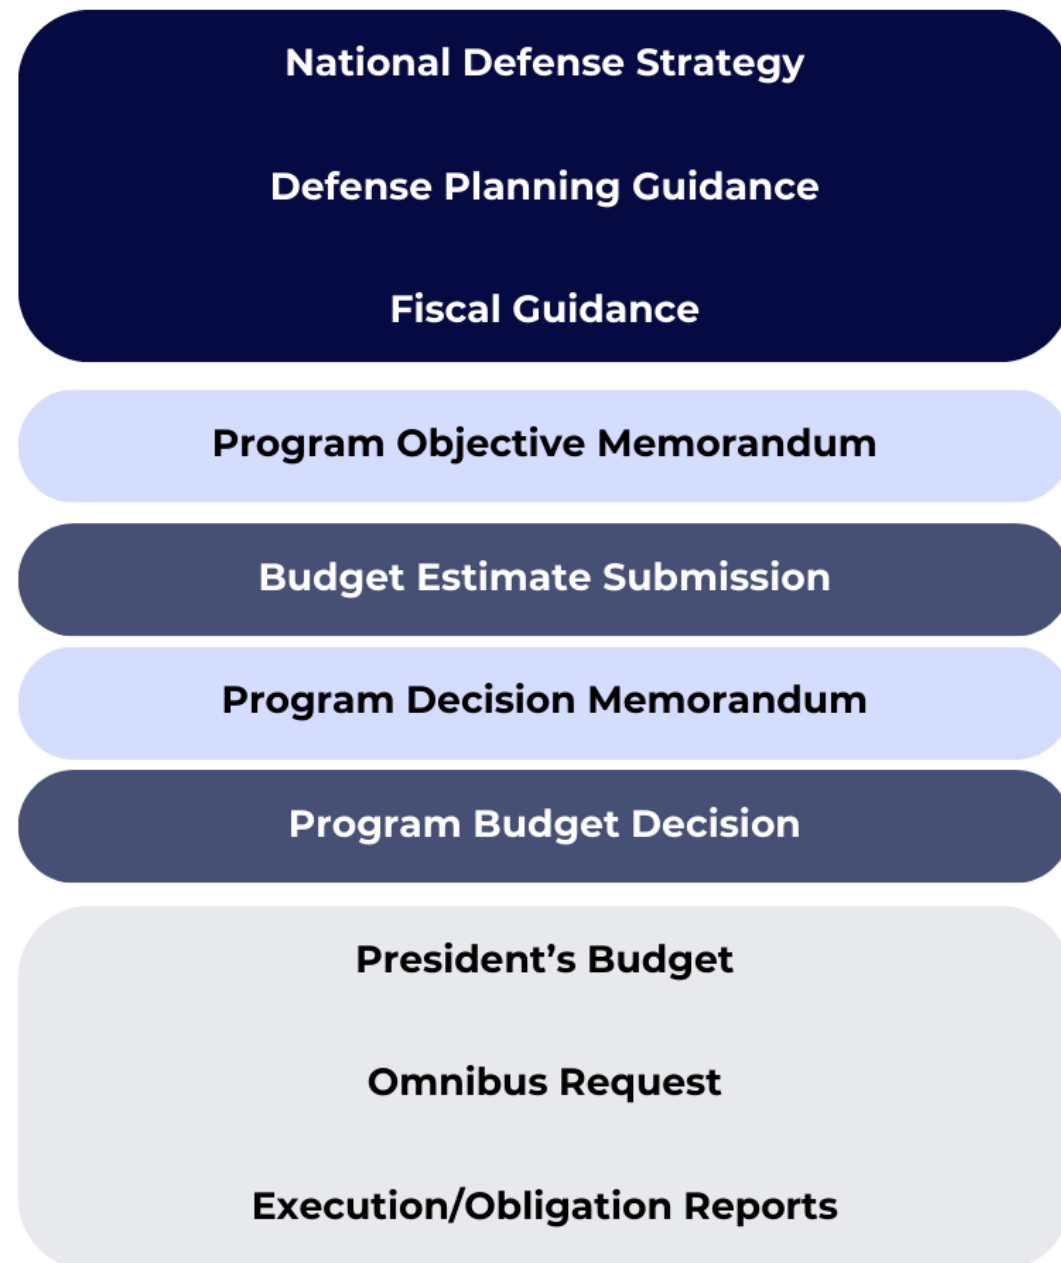 National Defense Strategy
Defense Planning Guidance
Fiscal Guidance
Program Objective Memorandum
Budget Estimate Submission
Program Decision Memorandum
Program Budget Decision
President’s Budget
Omnibus Request
Execution/Obligation Reports